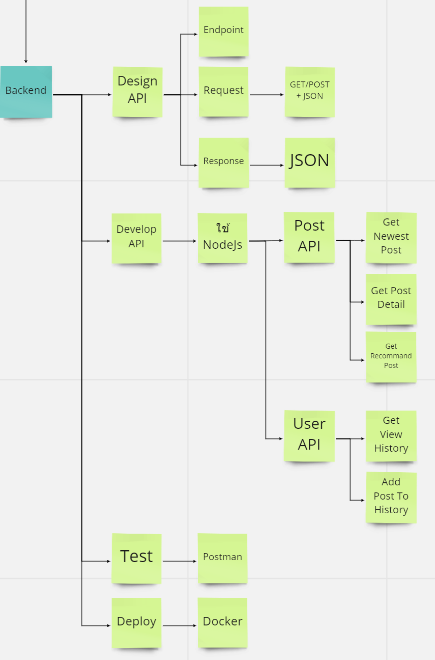 Endpoint
Backend
Design
API
Request
GET/POST
+ JSON
Response
JSON
Develop
API
ใช้
NodeJs
Post
API
Get
Newest
Post
Get Post
Detail
Get
Recommand
Post
User
API
Get
View
History
Add
Post To
History
Test
Postman
Deploy
Docker